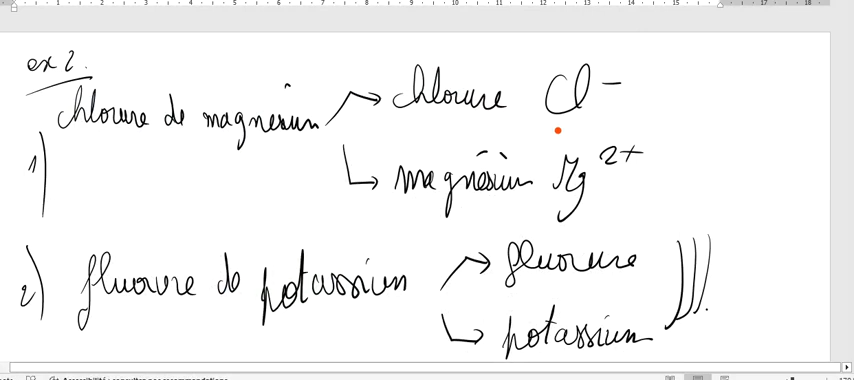 ex 2.
chlorure de magnésium → chlorure Cl⁻
1)
→ magnésium Mg²⁺
2) fluorure de potassium → fluorure
→ potassium